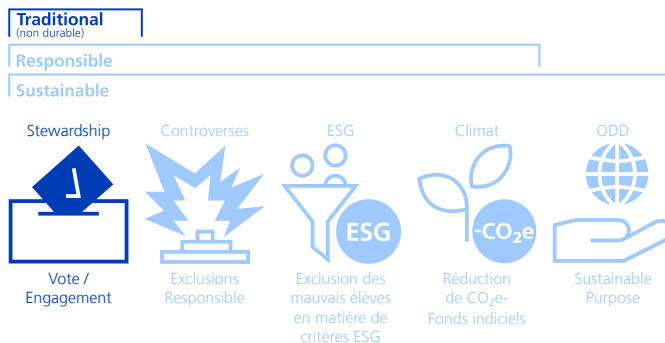 Traditional
(non durable)
Responsible
Sustainable
Stewardship
Controverses
ESG
Climat
ODD
ESG
-CO₂e
Vote /
Engagement
Exclusions
Responsible
Exclusion des
mauvais élèves
en matière de
critères ESG
Réduction
de CO₂e-
Fonds indiciels
Sustainable
Purpose